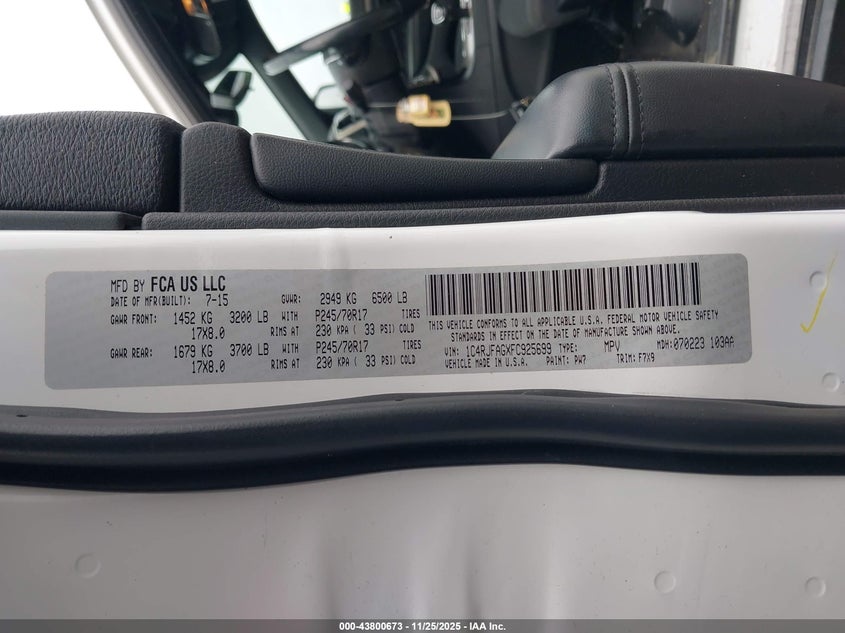 MFD BY FCA US LLC
DATE OF MFR(BUILT): 7-15 GVWR: 2949 KG 6500 LB
GAWR FRONT: 1452 KG 3200 LB WITH P245/70R17 TIRES
17X8.0 RIMS AT 230 KPA ( 33 PSI) COLD
GAWR REAR: 1679 KG 3700 LB WITH P245/70R17 TIRES
17X8.0 RIMS AT 230 KPA ( 33 PSI) COLD
THIS VEHICLE CONFORMS TO ALL APPLICABLE U.S.A. FEDERAL MOTOR VEHICLE SAFETY
STANDARDS IN EFFECT ON THE DATE OF MANUFACTURE SHOWN ABOVE.
VIN: 1C4RJFAGXFC925699 TYPE: MPV MDH: 070223 103AA
VEHICLE MADE IN U.S.A. PAINT: PW7 TRIM: F7X9
000-43800673 - 11/25/2025 - IAA Inc.